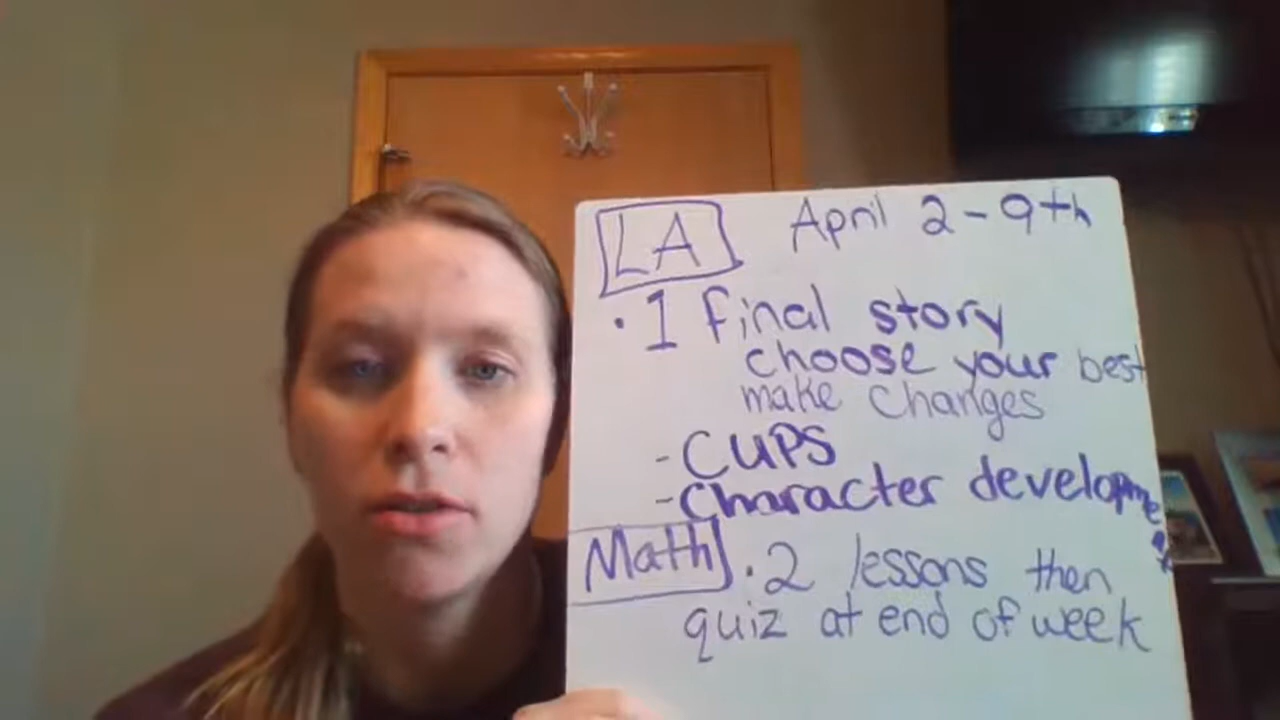 LA April 2-9th
· 1 final story
choose your best
make changes
- CUPS
- Character development
Math · 2 lessons then
quiz at end of week